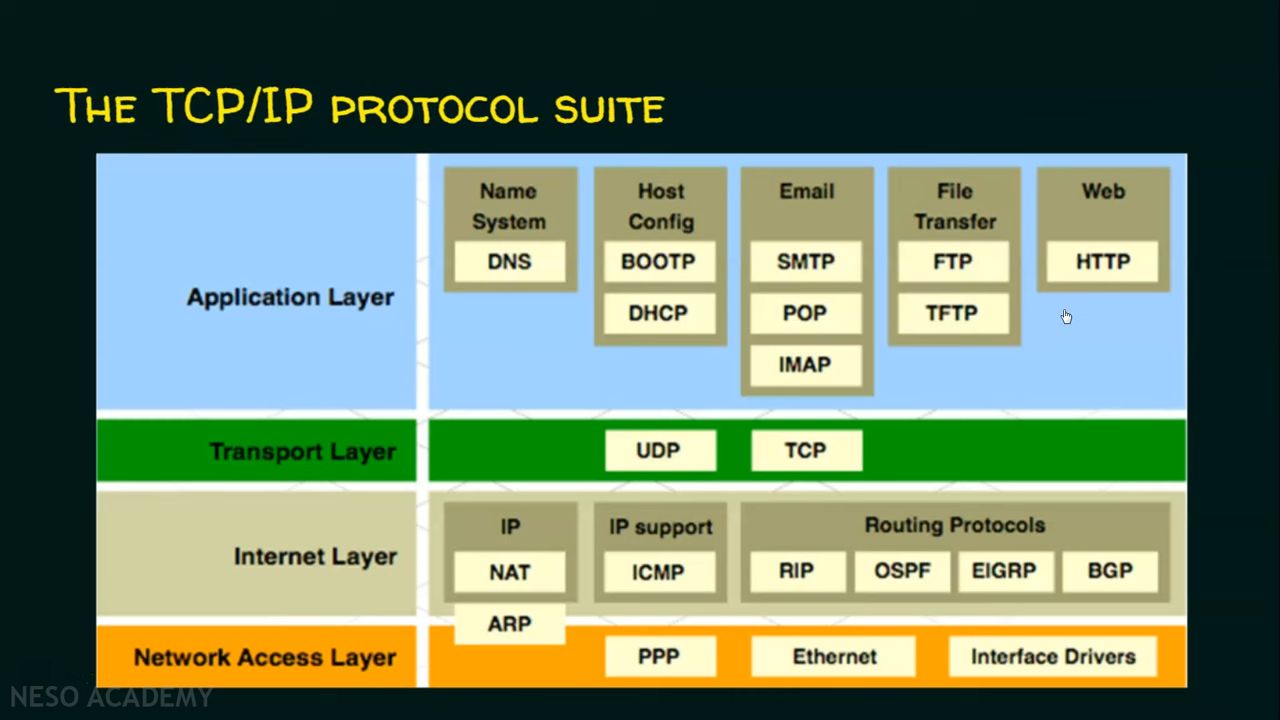 THE TCP/IP PROTOCOL SUITE
Application Layer
Name
System
DNS
Host
Config
BOOTP
DHCP
Email
SMTP
POP
IMAP
File
Transfer
FTP
TFTP
Web
HTTP
Transport Layer
UDP
TCP
Internet Layer
IP
NAT
ARP
IP support
ICMP
Routing Protocols
RIP
OSPF
EIGRP
BGP
Network Access Layer
PPP
Ethernet
Interface Drivers
NESO ACADEMY